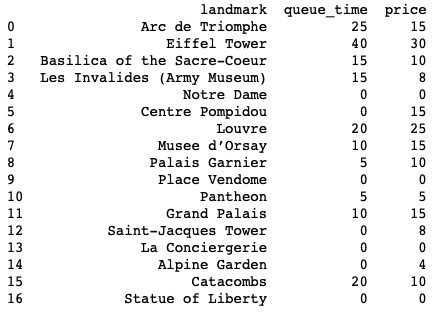 landmark queue_time price
0 Arc de Triomphe 25 15
1 Eiffel Tower 40 30
2 Basilica of the Sacre-Coeur 15 10
3 Les Invalides (Army Museum) 15 8
4 Notre Dame 0 0
5 Centre Pompidou 0 15
6 Louvre 20 25
7 Musee d’Orsay 10 15
8 Palais Garnier 5 10
9 Place Vendome 0 0
10 Pantheon 5 5
11 Grand Palais 10 15
12 Saint-Jacques Tower 0 8
13 La Conciergerie 0 0
14 Alpine Garden 0 4
15 Catacombs 20 10
16 Statue of Liberty 0 0